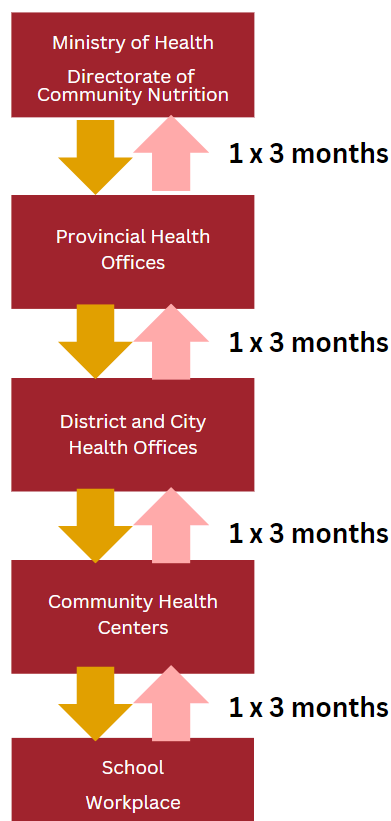 Ministry of Health
Directorate of
Community Nutrition
1 x 3 months
Provincial Health
Offices
1 x 3 months
District and City
Health Offices
1 x 3 months
Community Health
Centers
1 x 3 months
School
Workplace